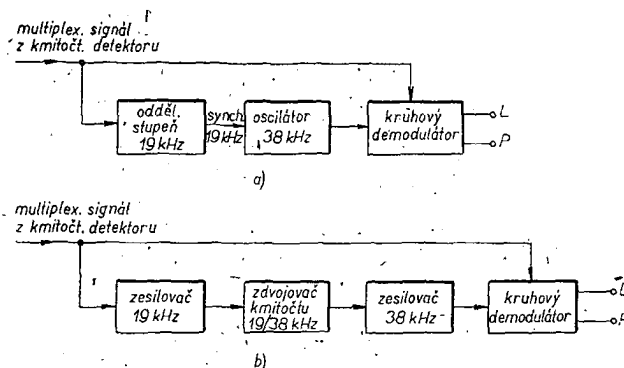 multiplex. signál
z kmitočt. detektoru
odděl.
stupeň
19 kHz
synch.
19 kHz
oscilátor
38 kHz
kruhový
demodulátor
L
P
a)
multiplex. signál
z kmitočt. detektoru
zesilovač
19 kHz
zdvojovač
kmitočtu
19/38 kHz
zesilovač
38 kHz
kruhový
demodulátor
L
P
b)